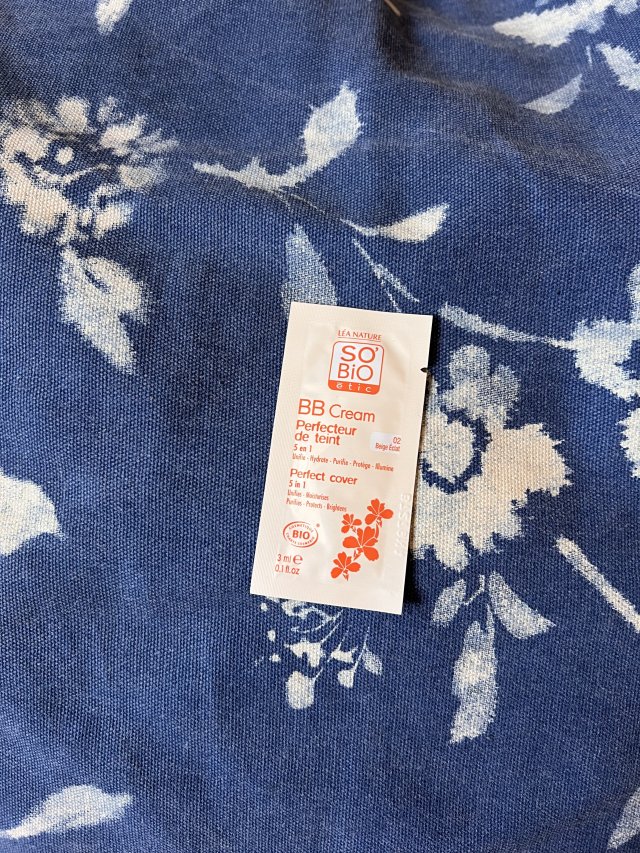 LÉA NATURE
SO'
BiO
étic
BB Cream
Perfecteur
de teint
02
Beige Éclat
5 en 1
Unifie - Hydrate - Purifie - Protège - Illumine
Perfect cover
5 in 1
Unifies - Moisturises
Purifies - Protects - Brightens
BIO
3 ml e
0.1 fl.oz